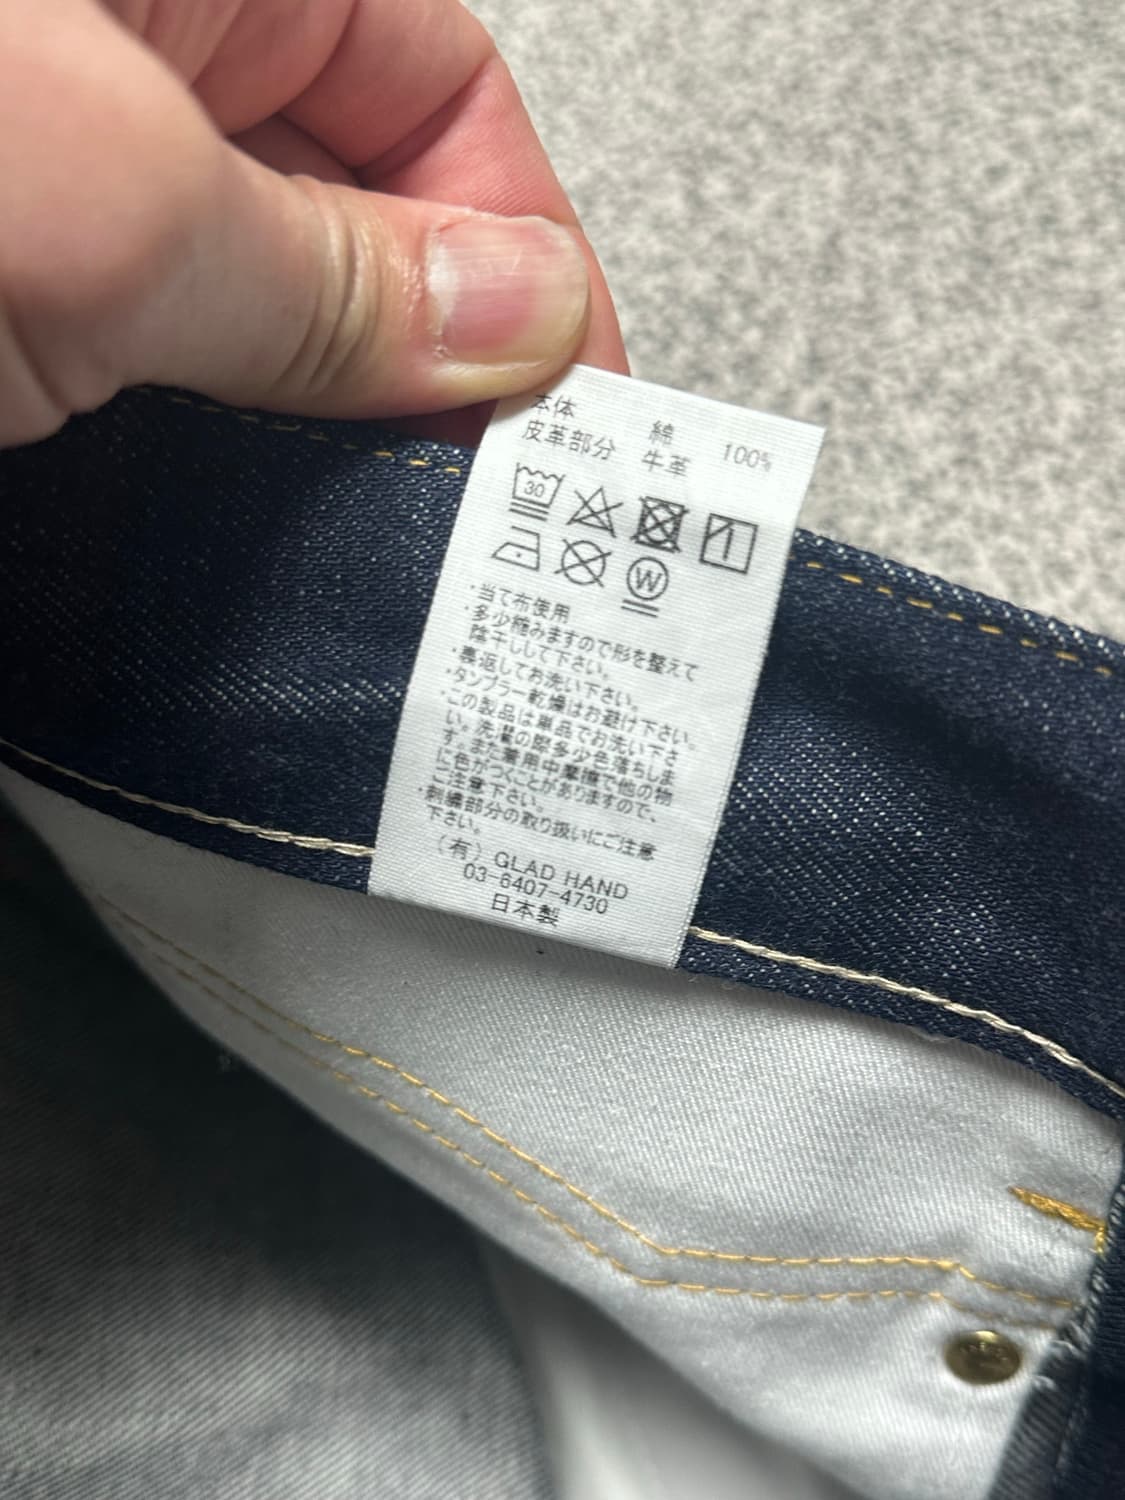 本体 綿 100%
皮革部分 牛革
30
W
・当て布使用
・多少縮みますので形を整えて
陰干しして下さい。
・裏返してお洗い下さい。
・タンブラー乾燥はお避け下さい。
・この製品は単品でお洗い下さ
い。洗濯の際多少色落ちしま
す。また着用中摩擦で他の物
に色がつくことがありますので、
ご注意下さい。
・刺繍部分の取り扱いにご注意
下さい。
(有) GLAD HAND
03-6407-4730
日本製